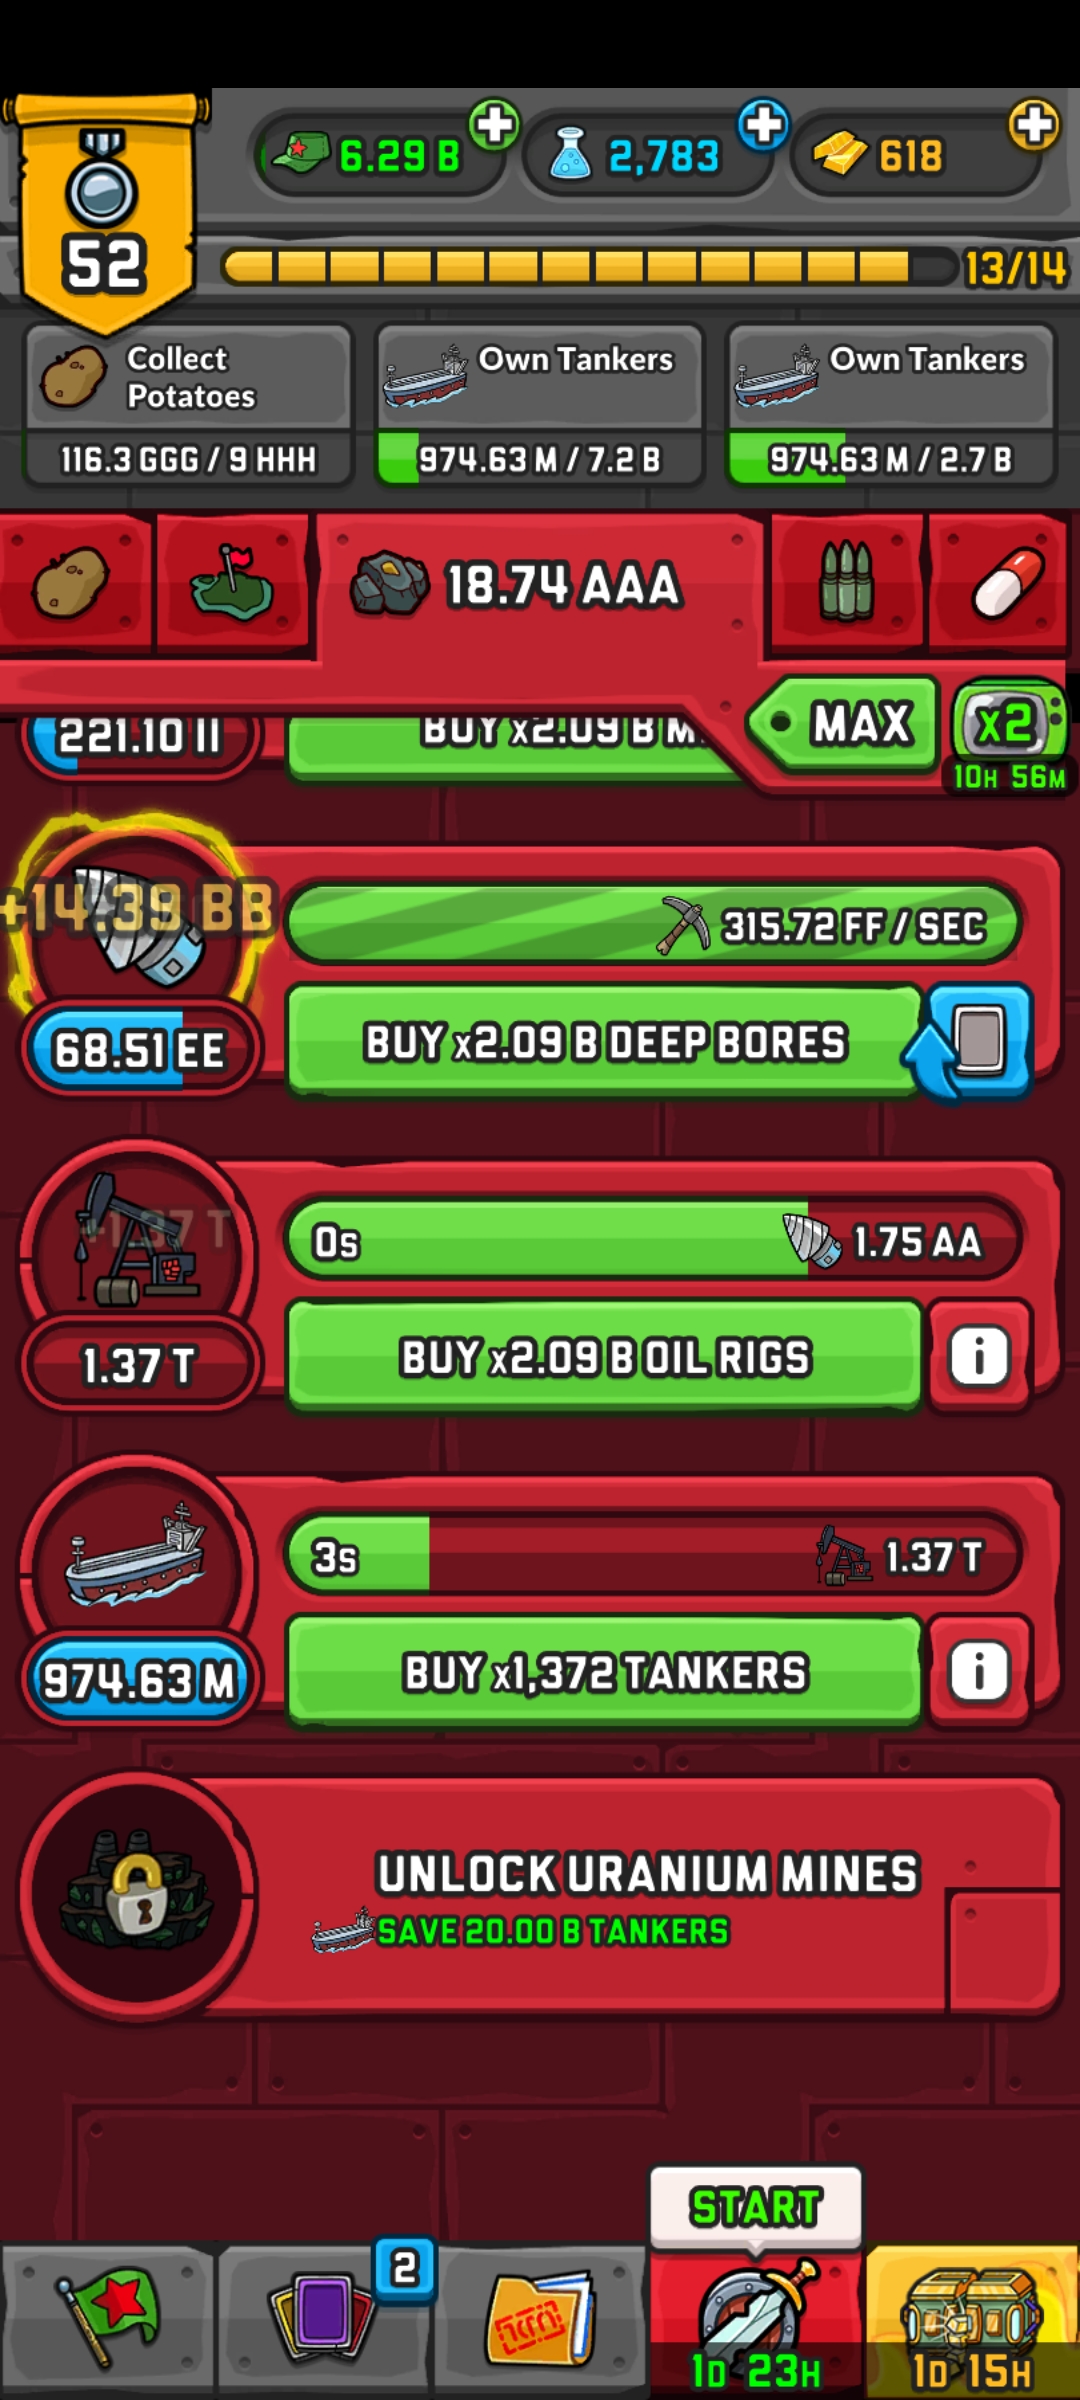 6.29 B
2,783
618
52
13/14
Collect
Potatoes
Own Tankers
Own Tankers
116.3 GGG / 9 HHH
974.63 M / 7.2 B
974.63 M / 2.7 B
18.74 AAA
MAX
x2
10H 56M
221.10 II
BUY x2.09 B M
+14.39 BB
315.72 FF / SEC
68.51 EE
BUY x2.09 B DEEP BORES
+1.37 T
0s
1.75 AA
1.37 T
BUY x2.09 B OIL RIGS
i
3s
1.37 T
974.63 M
BUY x1,372 TANKERS
i
UNLOCK URANIUM MINES
SAVE 20.00 B TANKERS
START
2
1D 23H
1D 15H